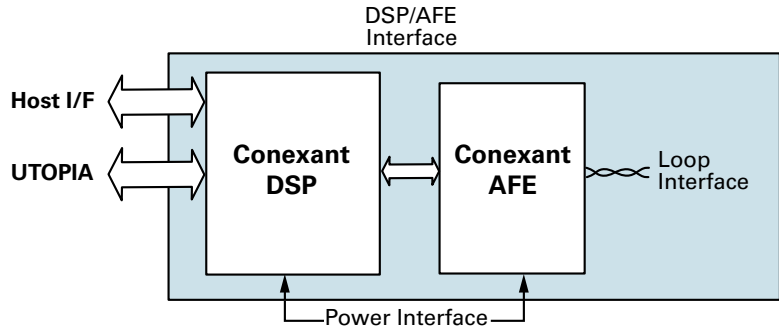 DSP/AFE
Interface
Host I/F
UTOPIA
Conexant
DSP
Conexant
AFE
Loop
Interface
Power Interface